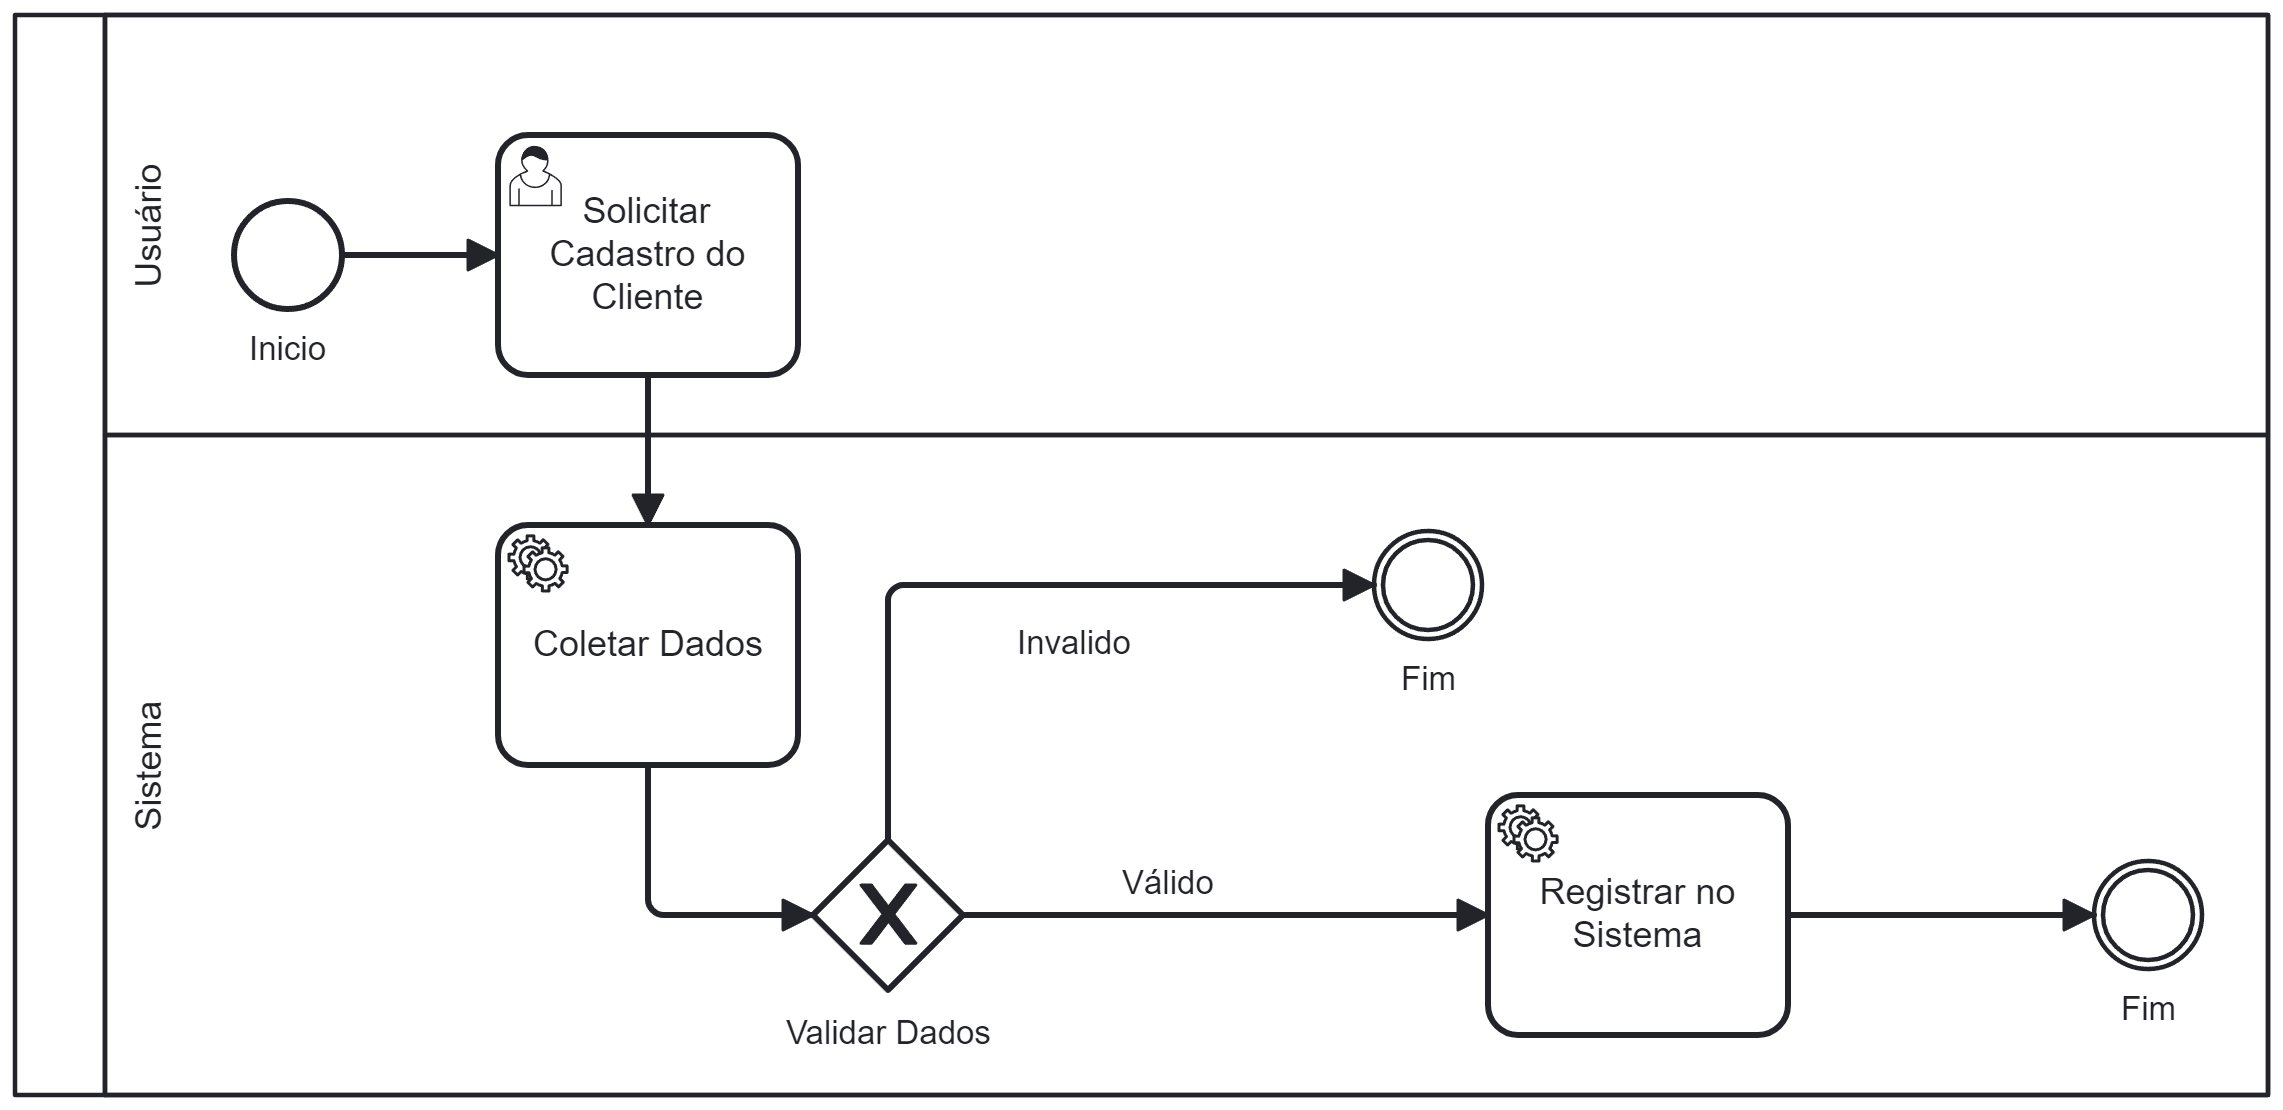 Usuário
Inicio
Solicitar
Cadastro do
Cliente
Sistema
Coletar Dados
Invalido
Fim
Validar Dados
Válido
Registrar no
Sistema
Fim